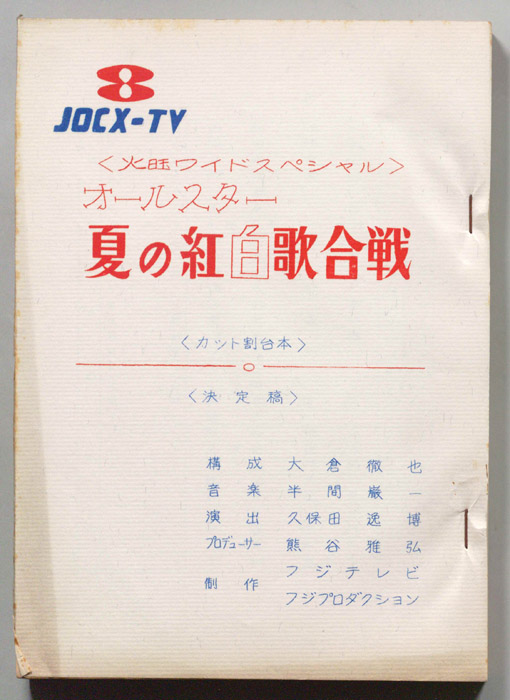 8
JOCX-TV
〈火曜ワイドスペシャル〉
オールスター
夏の紅白歌合戦
〈カット割台本〉
〈決定稿〉
構成 大倉徹也
音楽 半間巌一
演出 久保田逸博
プロデューサー 熊谷雅弘
制作 フジテレビ
フジプロダクション